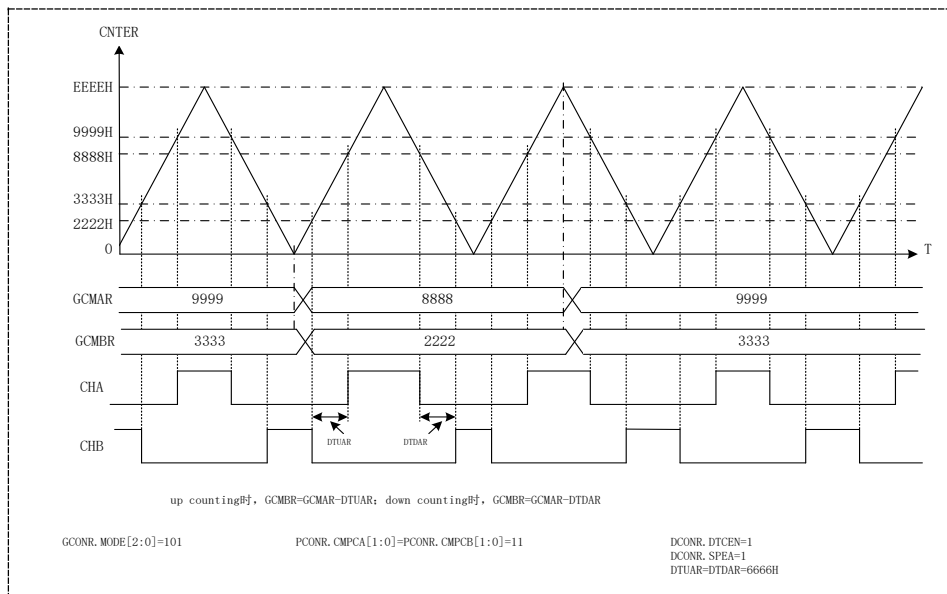 CNTER
EEEEH
9999H
8888H
3333H
2222H
0
T
GCMAR
9999
8888
9999
GCMBR
3333
2222
3333
CHA
DTUAR
DTDAR
CHB
up counting时，GCMBR=GCMAR-DTUAR；down counting时，GCMBR=GCMAR-DTDAR
GCONR.MODE[2:0]=101
PCONR.CMPCA[1:0]=PCONR.CMPCB[1:0]=11
DCONR.DTCEN=1
DCONR.SPEA=1
DTUAR=DTDAR=6666H